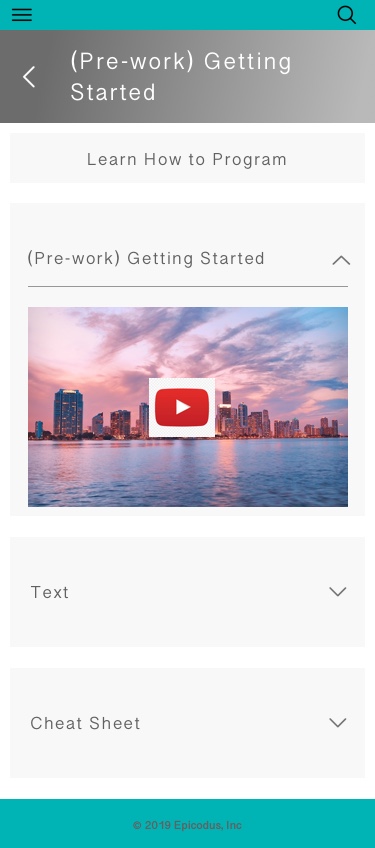 (Pre-work) Getting
Started
Learn How to Program
(Pre-work) Getting Started
Text
Cheat Sheet
© 2019 Epicodus, Inc